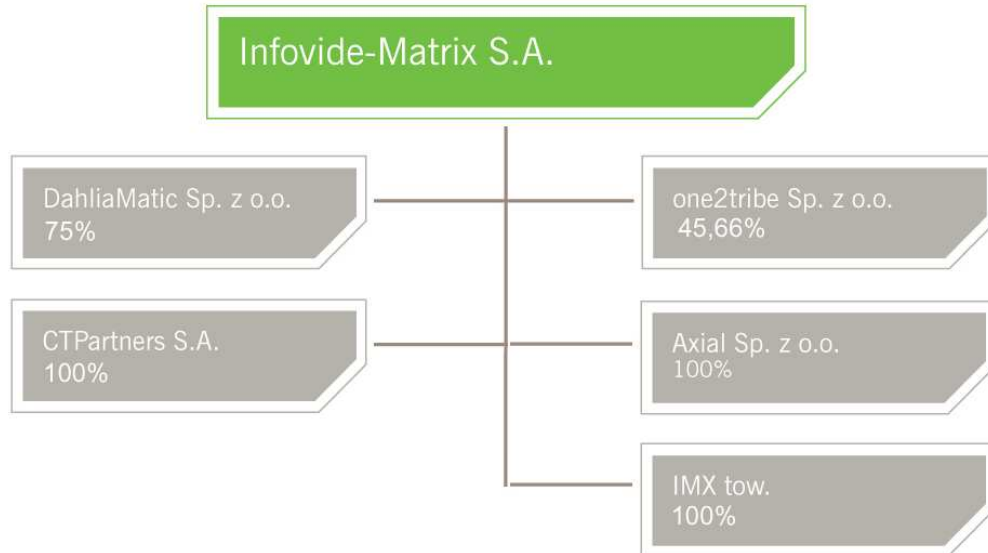 Infovide-Matrix S.A.
DahliaMatic Sp. z o.o.
75%
one2tribe Sp. z o.o.
45,66%
CTPartners S.A.
100%
Axial Sp. z o.o.
100%
IMX tow.
100%